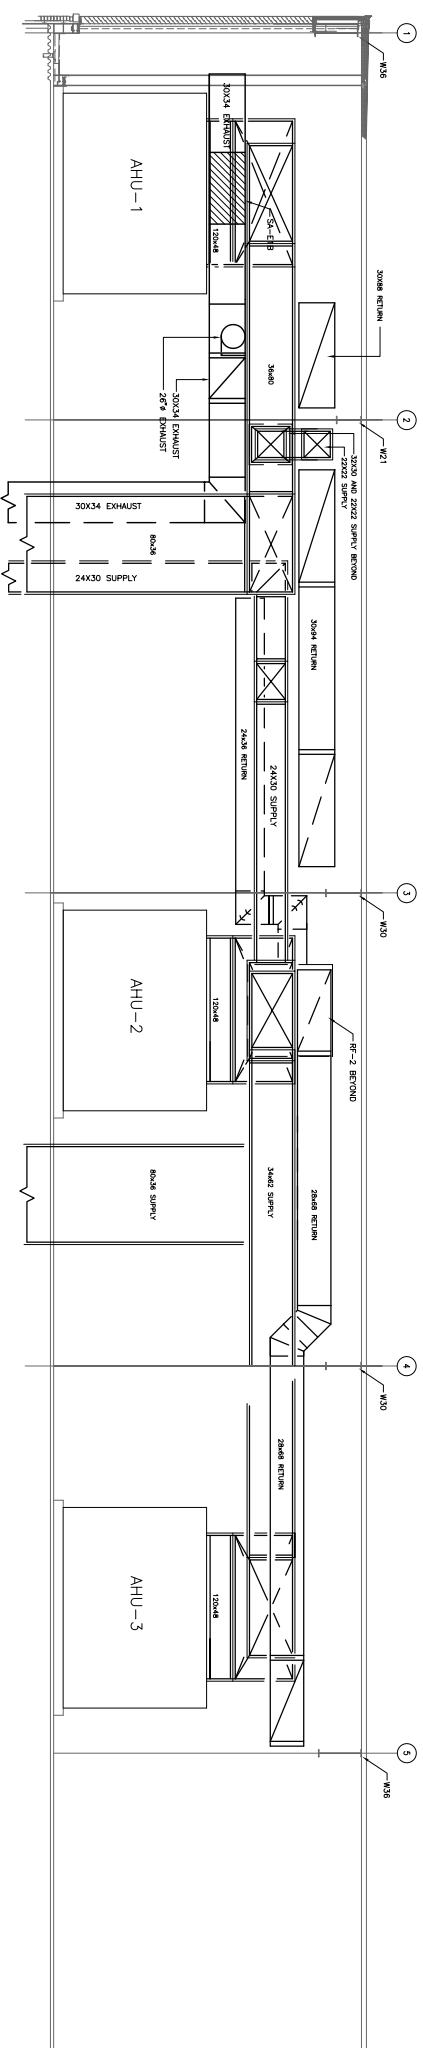 1
W36
30X34 EXHAUST
AHU-1
SA-E1B
120x48
30X88 RETURN
36x80
30X34 EXHAUST
26"ø EXHAUST
2
W21
32X30 AND 22X22 SUPPLY BEYOND
22X22 SUPPLY
30X34 EXHAUST
80x36
24X30 SUPPLY
30x94 RETURN
24x36 RETURN
24X30 SUPPLY
3
W30
AHU-2
120x48
RF-2 BEYOND
80x36 SUPPLY
34x62 SUPPLY
28x68 RETURN
4
W30
28x68 RETURN
AHU-3
120x48
5
W36